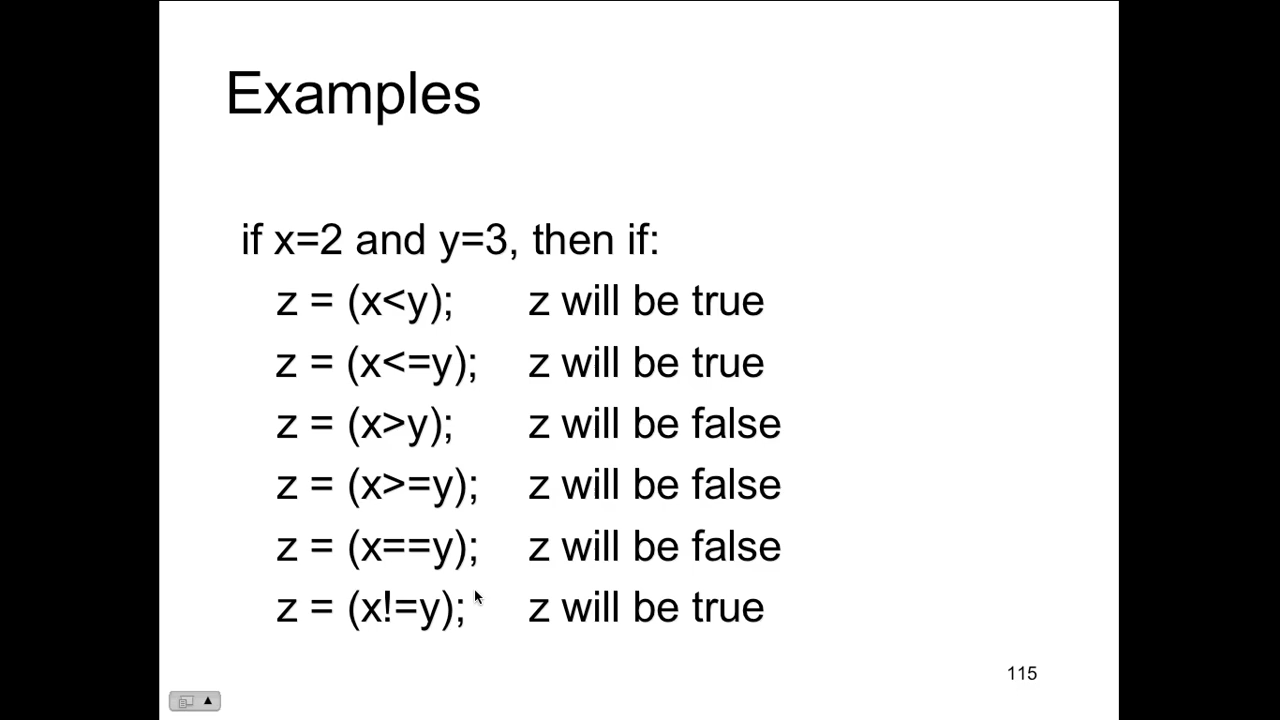 Examples
if x=2 and y=3, then if:
z = (x<y); z will be true
z = (x<=y); z will be true
z = (x>y); z will be false
z = (x>=y); z will be false
z = (x==y); z will be false
z = (x!=y); z will be true
115